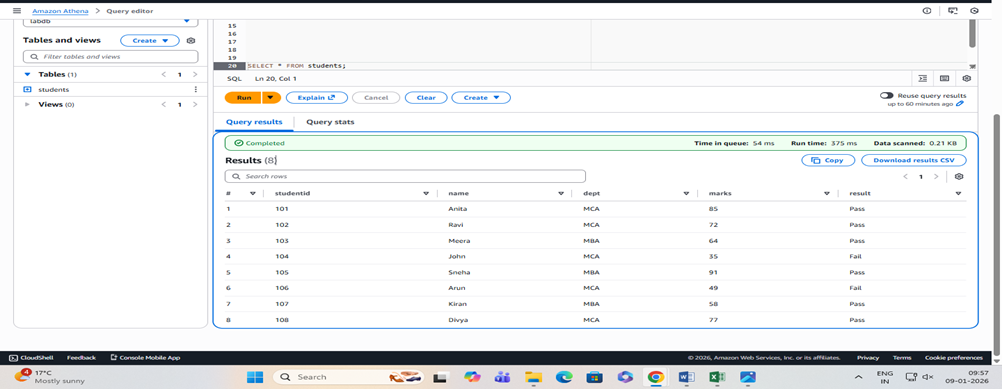 Amazon Athena > Query editor
labdb
Tables and views Create
Filter tables and views
Tables (1) < 1 >
students
Views (0) < 1 >
15
16
17
18
19
20 SELECT * FROM students;
SQL Ln 20, Col 1
Run Explain Cancel Clear Create
Reuse query results
up to 60 minutes ago
Query results Query stats
Completed Time in queue: 54 ms Run time: 375 ms Data scanned: 0.21 KB
Results (8) Copy Download results CSV
Search rows < 1 >
# studentid name dept marks result
1 101 Anita MCA 85 Pass
2 102 Ravi MCA 72 Pass
3 103 Meera MBA 64 Pass
4 104 John MCA 35 Fail
5 105 Sneha MBA 91 Pass
6 106 Arun MCA 49 Fail
7 107 Kiran MBA 58 Pass
8 108 Divya MCA 77 Pass
CloudShell Feedback Console Mobile App © 2026, Amazon Web Services, Inc. or its affiliates. Privacy Terms Cookie preferences
4 17°C
Mostly sunny
Search
ENG
IN
09:57
09-01-2026